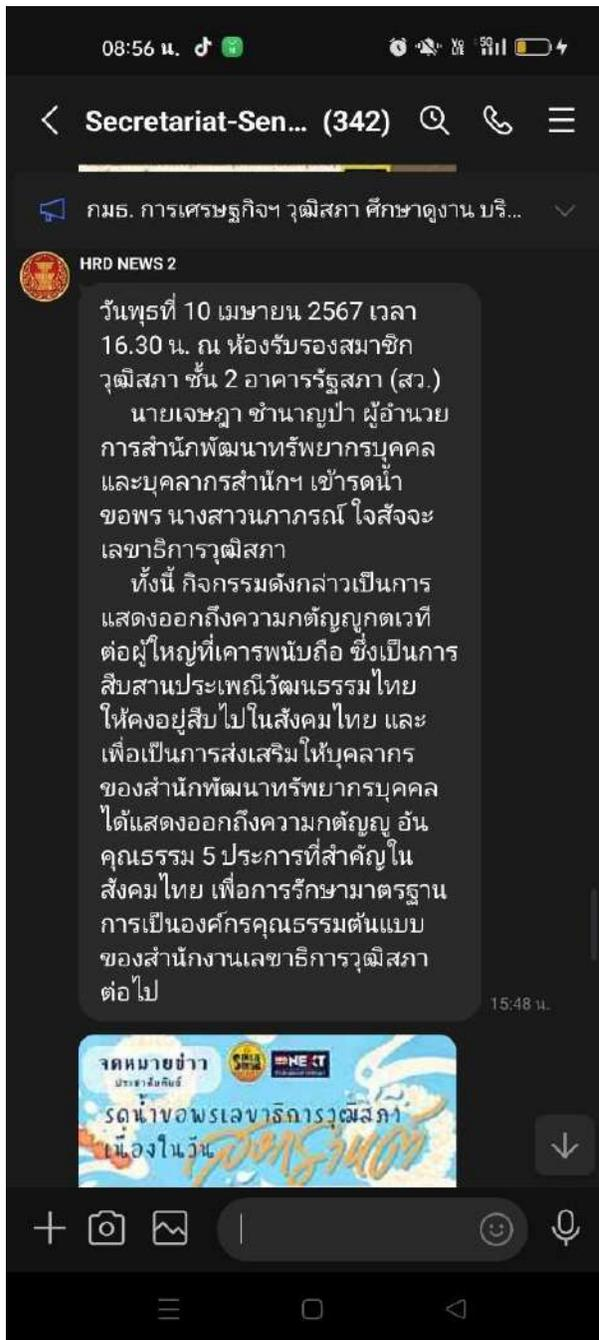 08:56 น.
Secretariat-Sen... (342)
กมธ. การเศรษฐกิจฯ วุฒิสภา ศึกษาดูงาน บริ...
HRD NEWS 2
วันพุธที่ 10 เมษายน 2567 เวลา
16.30 น. ณ ห้องรับรองสมาชิก
วุฒิสภา ชั้น 2 อาคารรัฐสภา (สว.)
นายเจษฎา ชำนาญป่า ผู้อำนวย
การสำนักพัฒนาทรัพยากรบุคคล
และบุคลากรสำนักฯ เข้ารดน้ำ
ขอพร นางสาวนภาภรณ์ ใจสัจจะ
เลขาธิการวุฒิสภา
ทั้งนี้ กิจกรรมดังกล่าวเป็นการ
แสดงออกถึงความกตัญญูกตเวที
ต่อผู้ใหญ่ที่เคารพนับถือ ซึ่งเป็นการ
สืบสานประเพณีวัฒนธรรมไทย
ให้คงอยู่สืบไปในสังคมไทย และ
เพื่อเป็นการส่งเสริมให้บุคลากร
ของสำนักพัฒนาทรัพยากรบุคคล
ได้แสดงออกถึงความกตัญญู อัน
คุณธรรม 5 ประการที่สำคัญใน
สังคมไทย เพื่อการรักษามาตรฐาน
การเป็นองค์กรคุณธรรมต้นแบบ
ของสำนักงานเลขาธิการวุฒิสภา
ต่อไป
15:48 น.
จดหมายข่าว
ประชาสัมพันธ์
NEXT
รดน้ำขอพรเลขาธิการวุฒิสภา
เนื่องในวัน
สงกรานต์